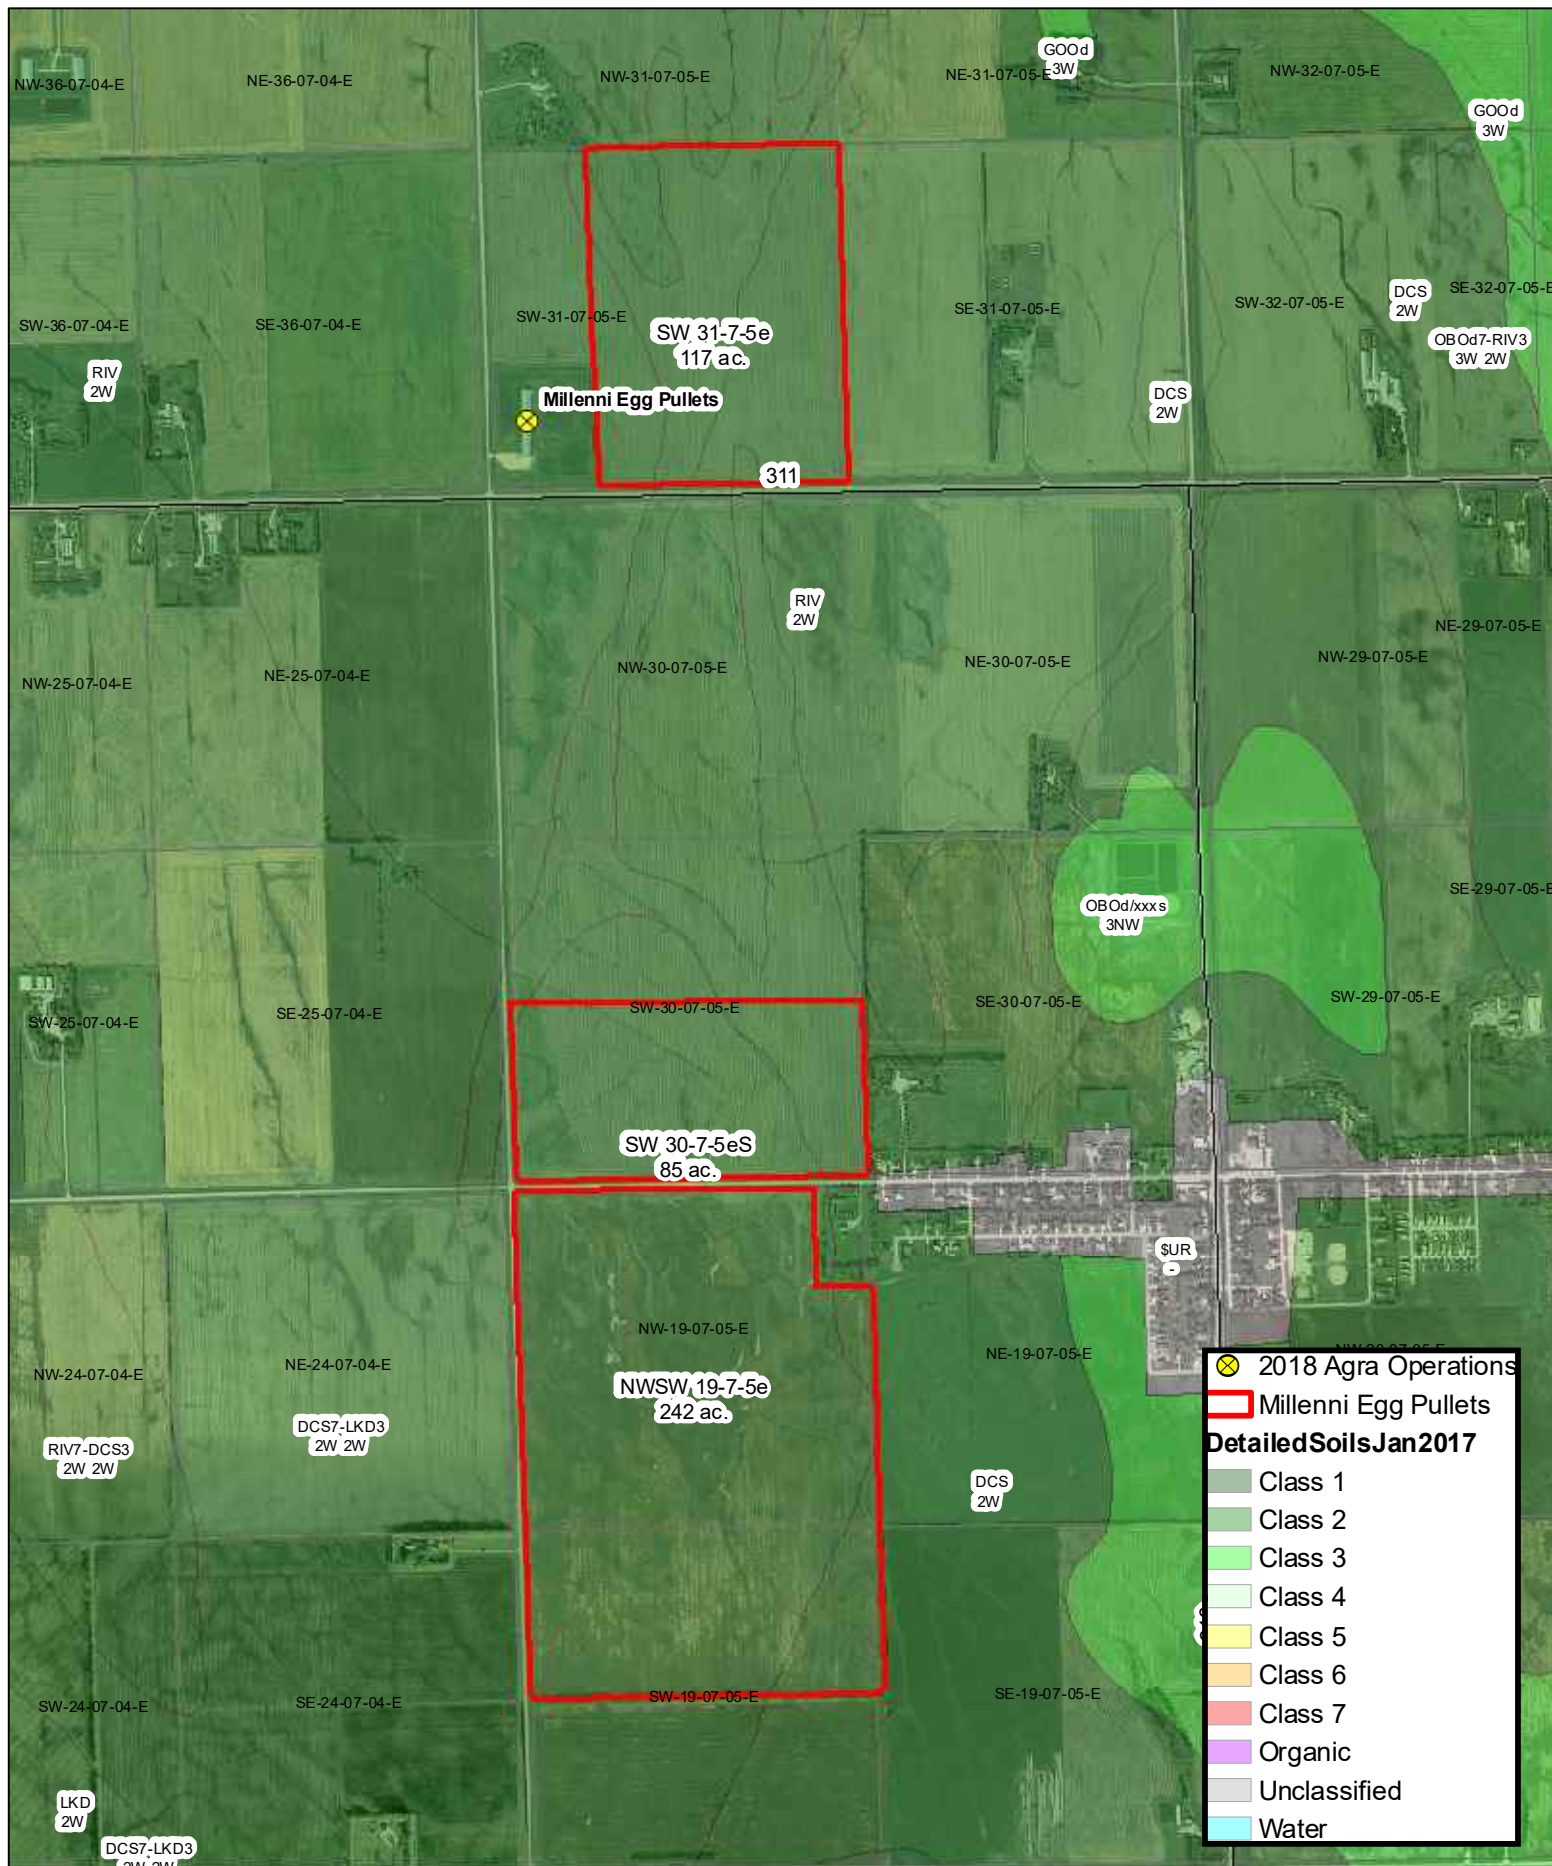 GOOd
3W
NW-36-07-04-E
NE-36-07-04-E
NW-31-07-05-E
NE-31-07-05-E
NW-32-07-05-E
GOOd
3W
SW-36-07-04-E
SE-36-07-04-E
SW-31-07-05-E
SW 31-7-5e
117 ac.
SE-31-07-05-E
SW-32-07-05-E
DCS
2W
SE-32-07-05-E
OBOd7-RIV3
3W 2W
RIV
2W
Millenni Egg Pullets
DCS
2W
311
RIV
2W
NW-25-07-04-E
NE-25-07-04-E
NW-30-07-05-E
NE-30-07-05-E
NW-29-07-05-E
NE-29-07-05-E
OBOd/xxxs
3NW
SE-29-07-05-E
SW-25-07-04-E
SE-25-07-04-E
SW-30-07-05-E
SE-30-07-05-E
SW-29-07-05-E
SW 30-7-5eS
85 ac.
$UR
-
NW-24-07-04-E
NE-24-07-04-E
NW-19-07-05-E
NE-19-07-05-E
NWSW 19-7-5e
242 ac.
RIV7-DCS3
2W 2W
DCS7-LKD3
2W 2W
DCS
2W
SW-24-07-04-E
SE-24-07-04-E
SW-19-07-05-E
SE-19-07-05-E
LKD
2W
DCS7-LKD3
2W 2W
2018 Agra Operations
Millenni Egg Pullets
DetailedSoilsJan2017
Class 1
Class 2
Class 3
Class 4
Class 5
Class 6
Class 7
Organic
Unclassified
Water